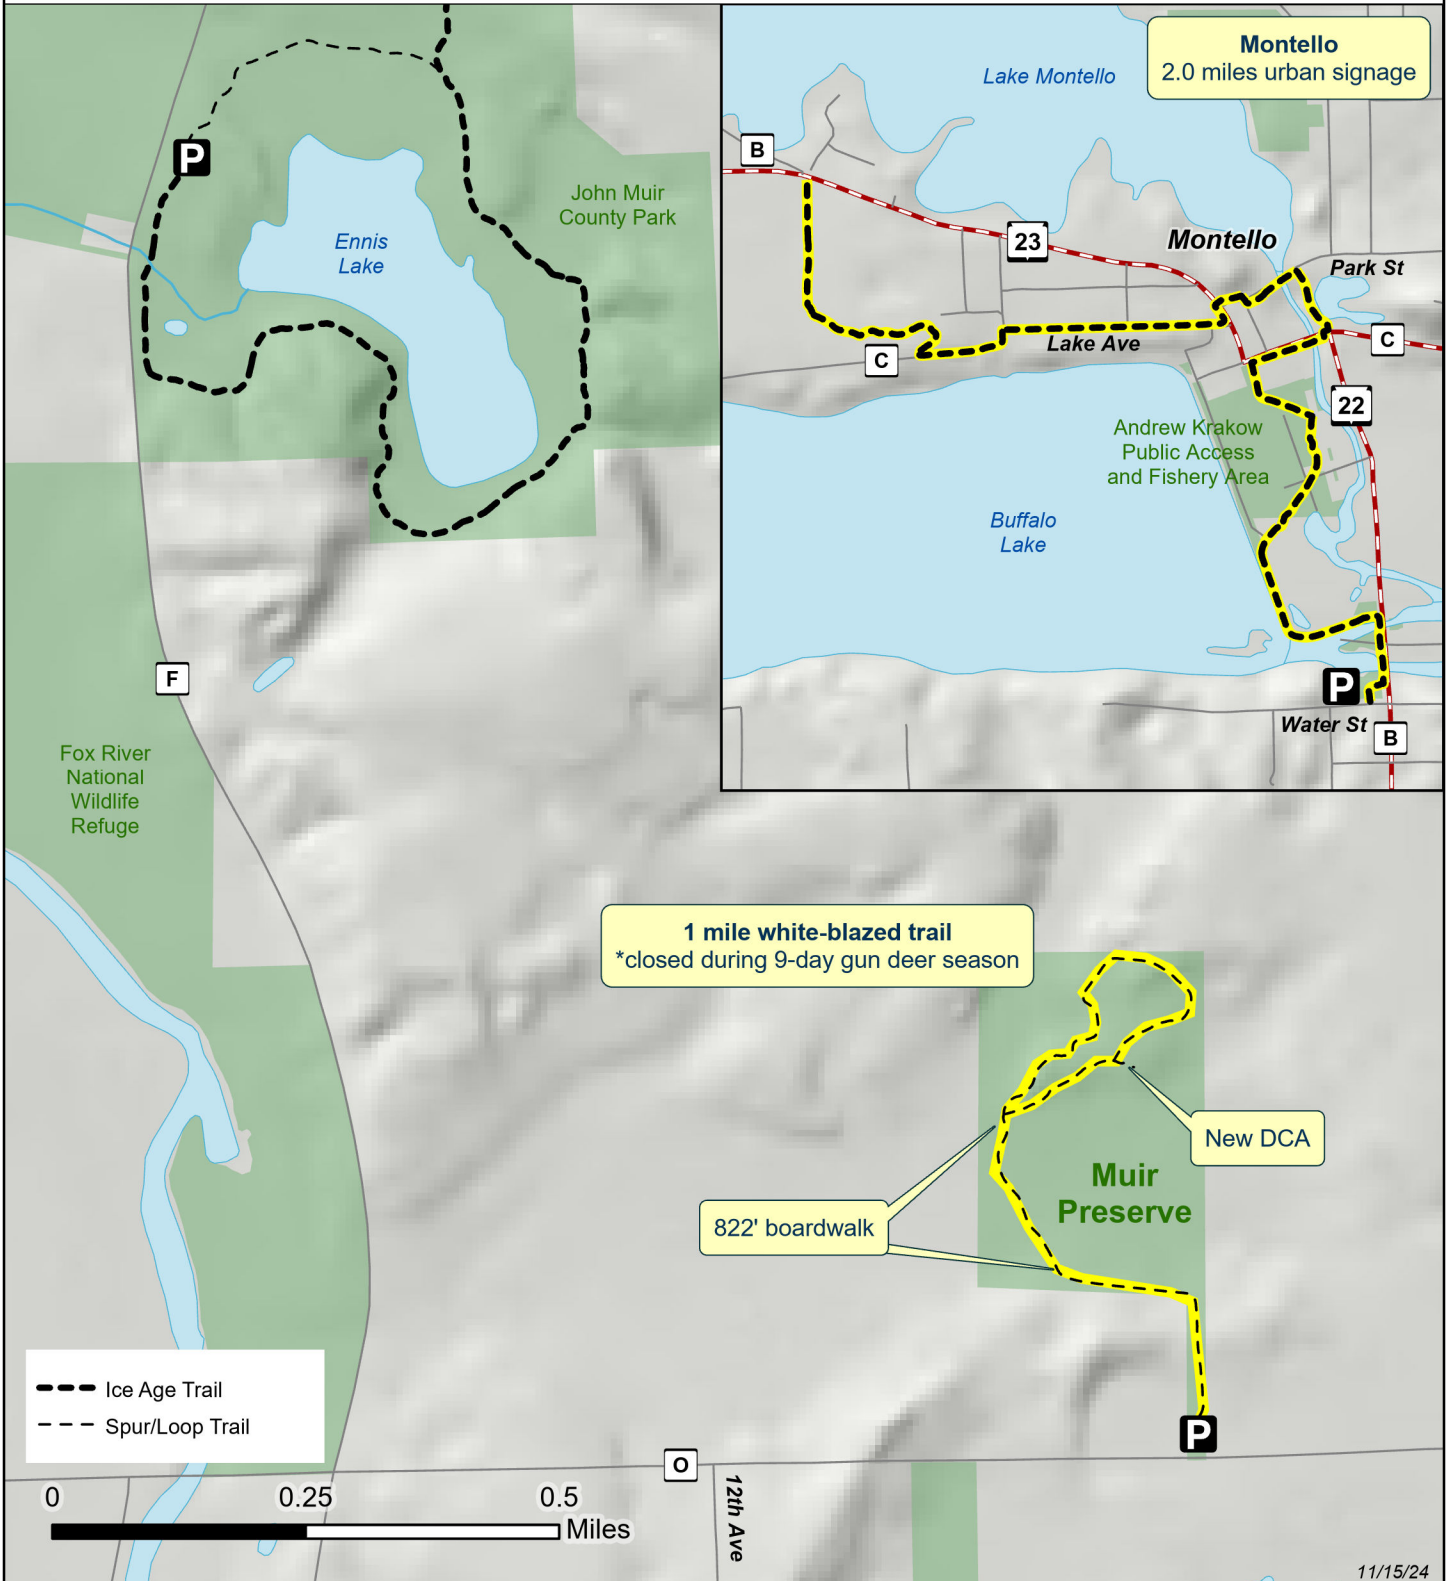 Montello
2.0 miles urban signage
Lake Montello
B
P
John Muir
County Park
Ennis
Lake
23
Montello
Park St
C
Lake Ave
C
22
Andrew Krakow
Public Access
and Fishery Area
Buffalo
Lake
P
Water St
B
F
Fox River
National
Wildlife
Refuge
1 mile white-blazed trail
*closed during 9-day gun deer season
New DCA
Muir
Preserve
822' boardwalk
Ice Age Trail
Spur/Loop Trail
P
O
12th Ave
0 0.25 0.5
Miles
11/15/24